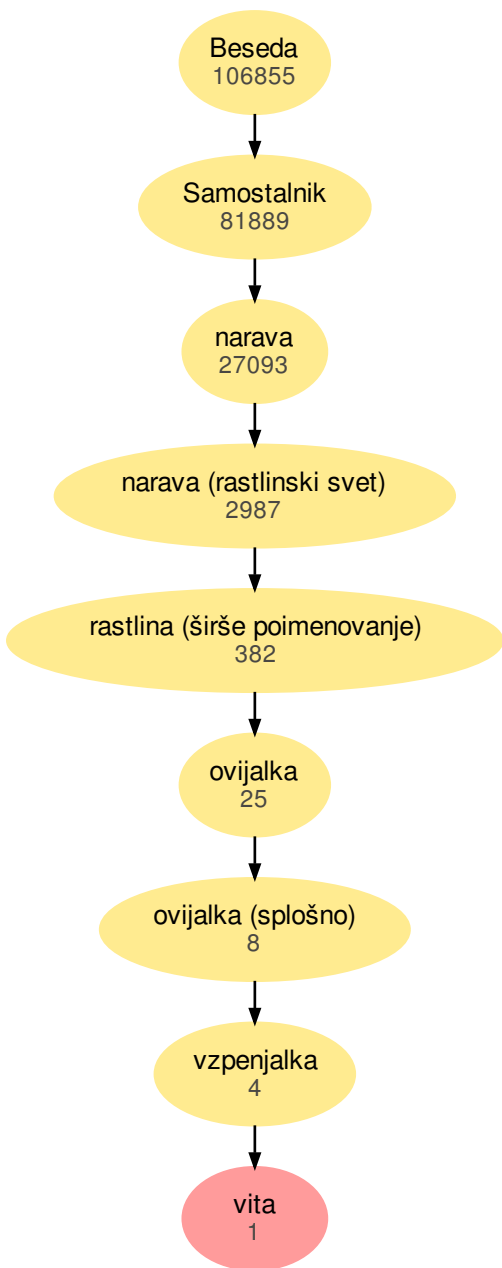 Beseda
106855
Samostalnik
81889
narava
27093
narava (rastlinski svet)
2987
rastlina (širše poimenovanje)
382
ovijalka
25
ovijalka (splošno)
8
vzpenjalka
4
vita
1